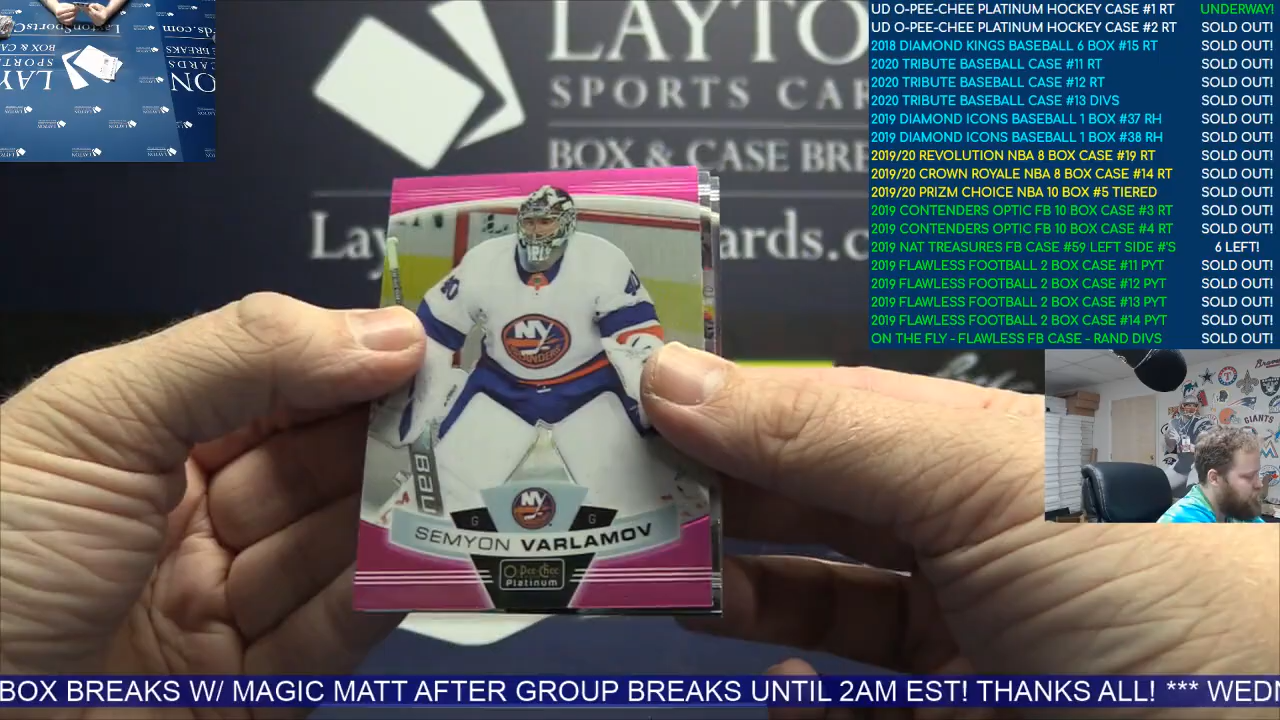 UD O-PEE-CHEE PLATINUM HOCKEY CASE #1 RT UNDERWAY!
UD O-PEE-CHEE PLATINUM HOCKEY CASE #2 RT SOLD OUT!
2018 DIAMOND KINGS BASEBALL 6 BOX #15 RT SOLD OUT!
2020 TRIBUTE BASEBALL CASE #11 RT SOLD OUT!
2020 TRIBUTE BASEBALL CASE #12 RT SOLD OUT!
2020 TRIBUTE BASEBALL CASE #13 DIVS SOLD OUT!
2019 DIAMOND ICONS BASEBALL 1 BOX #37 RH SOLD OUT!
2019 DIAMOND ICONS BASEBALL 1 BOX #38 RH SOLD OUT!
2019/20 REVOLUTION NBA 8 BOX CASE #19 RT SOLD OUT!
2019/20 CROWN ROYALE NBA 8 BOX CASE #14 RT SOLD OUT!
2019/20 PRIZM CHOICE NBA 10 BOX #5 TIERED SOLD OUT!
2019 CONTENDERS OPTIC FB 10 BOX CASE #3 RT SOLD OUT!
2019 CONTENDERS OPTIC FB 10 BOX CASE #4 RT SOLD OUT!
2019 NAT TREASURES FB CASE #59 LEFT SIDE #'S 6 LEFT!
2019 FLAWLESS FOOTBALL 2 BOX CASE #11 PYT SOLD OUT!
2019 FLAWLESS FOOTBALL 2 BOX CASE #12 PYT SOLD OUT!
2019 FLAWLESS FOOTBALL 2 BOX CASE #13 PYT SOLD OUT!
2019 FLAWLESS FOOTBALL 2 BOX CASE #14 PYT SOLD OUT!
ON THE FLY - FLAWLESS FB CASE - RAND DIVS SOLD OUT!
LAYTO
SPORTS CAR
BOX & CASE BRE
Lay ards.c
40 40
NY
ISLANDERS
BAU
NY
G G
SEMYON VARLAMOV
O-Pee-Chee
Platinum
GIANTS
BOX BREAKS W/ MAGIC MATT AFTER GROUP BREAKS UNTIL 2AM EST! THANKS ALL! *** WEDN